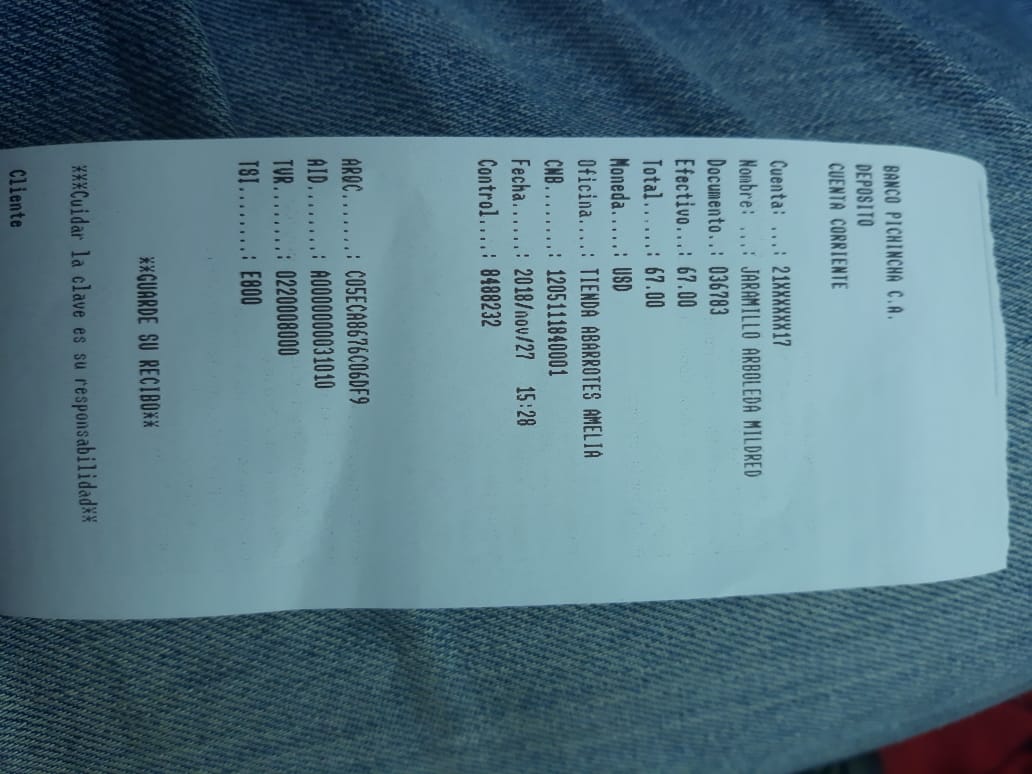 BANCO PICHINCHA C.A.
DEPOSITO
CUENTA CORRIENTE
Cuenta: ...: 21XXXXXX17
Nombre: ...: JARAMILLO ARBOLEDA MILDRED
Documento..: 036783
Efectivo...: 67.00
Total......: 67.00
Moneda.....: USD
Oficina....: TIENDA ABARROTES AMELIA
CNB........: 1205111840001
Fecha......: 2018/nov/27 15:28
Control....: 8488232
ARQC.......: C05ECA8676C06DF9
AID........: A0000000031010
TVR........: 0220008000
TSI........: E800
**GUARDE SU RECIBO**
***Cuidar la clave es su responsabilidad**
Cliente